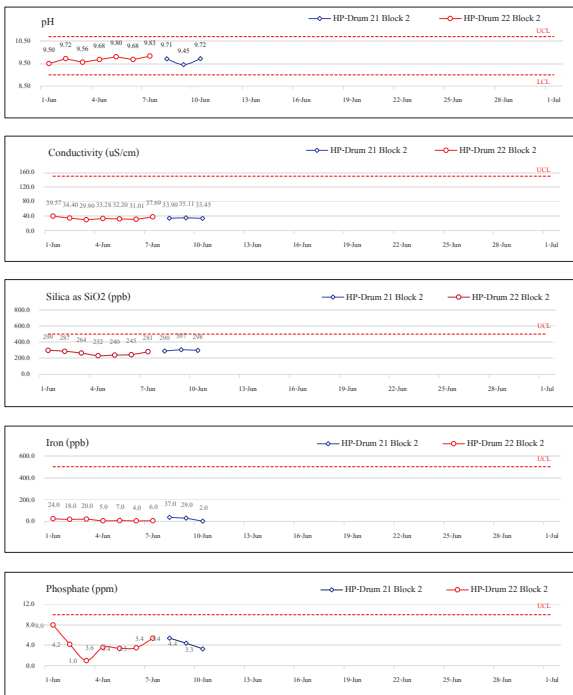 pH
HP-Drum 21 Block 2 HP-Drum 22 Block 2
UCL
10.50
9.50 9.72 9.56 9.68 9.80 9.68 9.83 9.71 9.45 9.72
9.50
LCL
8.50
1-Jun 4-Jun 7-Jun 10-Jun 13-Jun 16-Jun 19-Jun 22-Jun 25-Jun 28-Jun 1-Jul
Conductivity (uS/cm)
HP-Drum 21 Block 2 HP-Drum 22 Block 2
160.0
UCL
120.0
80.0
39.57 34.40 29.90 33.28 32.20 31.01 37.69 33.90 35.11 33.45
40.0
0.0
1-Jun 4-Jun 7-Jun 10-Jun 13-Jun 16-Jun 19-Jun 22-Jun 25-Jun 28-Jun 1-Jul
Silica as SiO2 (ppb)
HP-Drum 21 Block 2 HP-Drum 22 Block 2
800.0
600.0
UCL
400.0
299 287 264 232 240 245 281 290 307 298
200.0
0.0
1-Jun 4-Jun 7-Jun 10-Jun 13-Jun 16-Jun 19-Jun 22-Jun 25-Jun 28-Jun 1-Jul
Iron (ppb)
HP-Drum 21 Block 2 HP-Drum 22 Block 2
600.0
UCL
400.0
200.0
24.0 18.0 20.0 5.0 7.0 4.0 6.0 37.0 29.0 2.0
0.0
1-Jun 4-Jun 7-Jun 10-Jun 13-Jun 16-Jun 19-Jun 22-Jun 25-Jun 28-Jun 1-Jul
Phosphate (ppm)
HP-Drum 21 Block 2 HP-Drum 22 Block 2
12.0
UCL
8.0
8.0 4.2 1.0 3.6 5.4 4.4 3.3
4.0
0.0
1-Jun 4-Jun 7-Jun 10-Jun 13-Jun 16-Jun 19-Jun 22-Jun 25-Jun 28-Jun 1-Jul